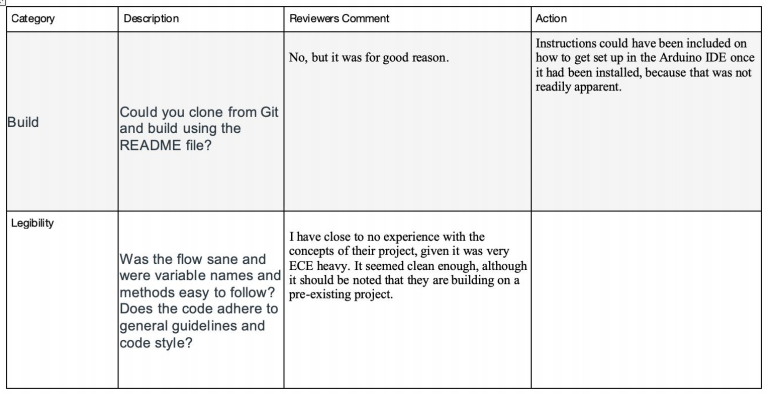 Category
Description
Reviewers Comment
Action
Build
Could you clone from Git
and build using the
README file?
No, but it was for good reason.
Instructions could have been included on
how to get set up in the Arduino IDE once
it had been installed, because that was not
readily apparent.
Legibility
Was the flow sane and
were variable names and
methods easy to follow?
Does the code adhere to
general guidelines and
code style?
I have close to no experience with the
concepts of their project, given it was very
ECE heavy. It seemed clean enough, although
it should be noted that they are building on a
pre-existing project.